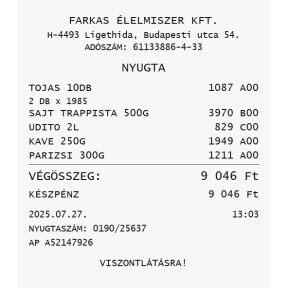 FARKAS ÉLELMISZER KFT.
H-4493 Ligethida, Budapesti utca 54.
ADÓSZÁM: 61133886-4-33
NYUGTA
TOJAS 10DB 1087 A00
2 DB x 1985
SAJT TRAPPISTA 500G 3970 B00
UDITO 2L 829 C00
KAVE 250G 1949 A00
PARIZSI 300G 1211 A00
VÉGÖSSZEG: 9 046 Ft
KÉSZPÉNZ 9 046 Ft
2025.07.27. 13:03
NYUGTASZÁM: 0190/25637
AP A52147926
VISZONTLÁTÁSRA!